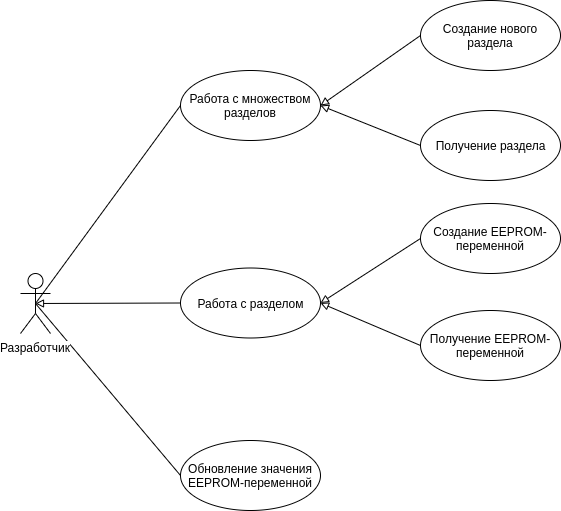 Создание нового
раздела
Работа с множеством
разделов
Получение раздела
Создание EEPROM-
переменной
Работа с разделом
Получение EEPROM-
переменной
Разработчик
Обновление значения
EEPROM-переменной